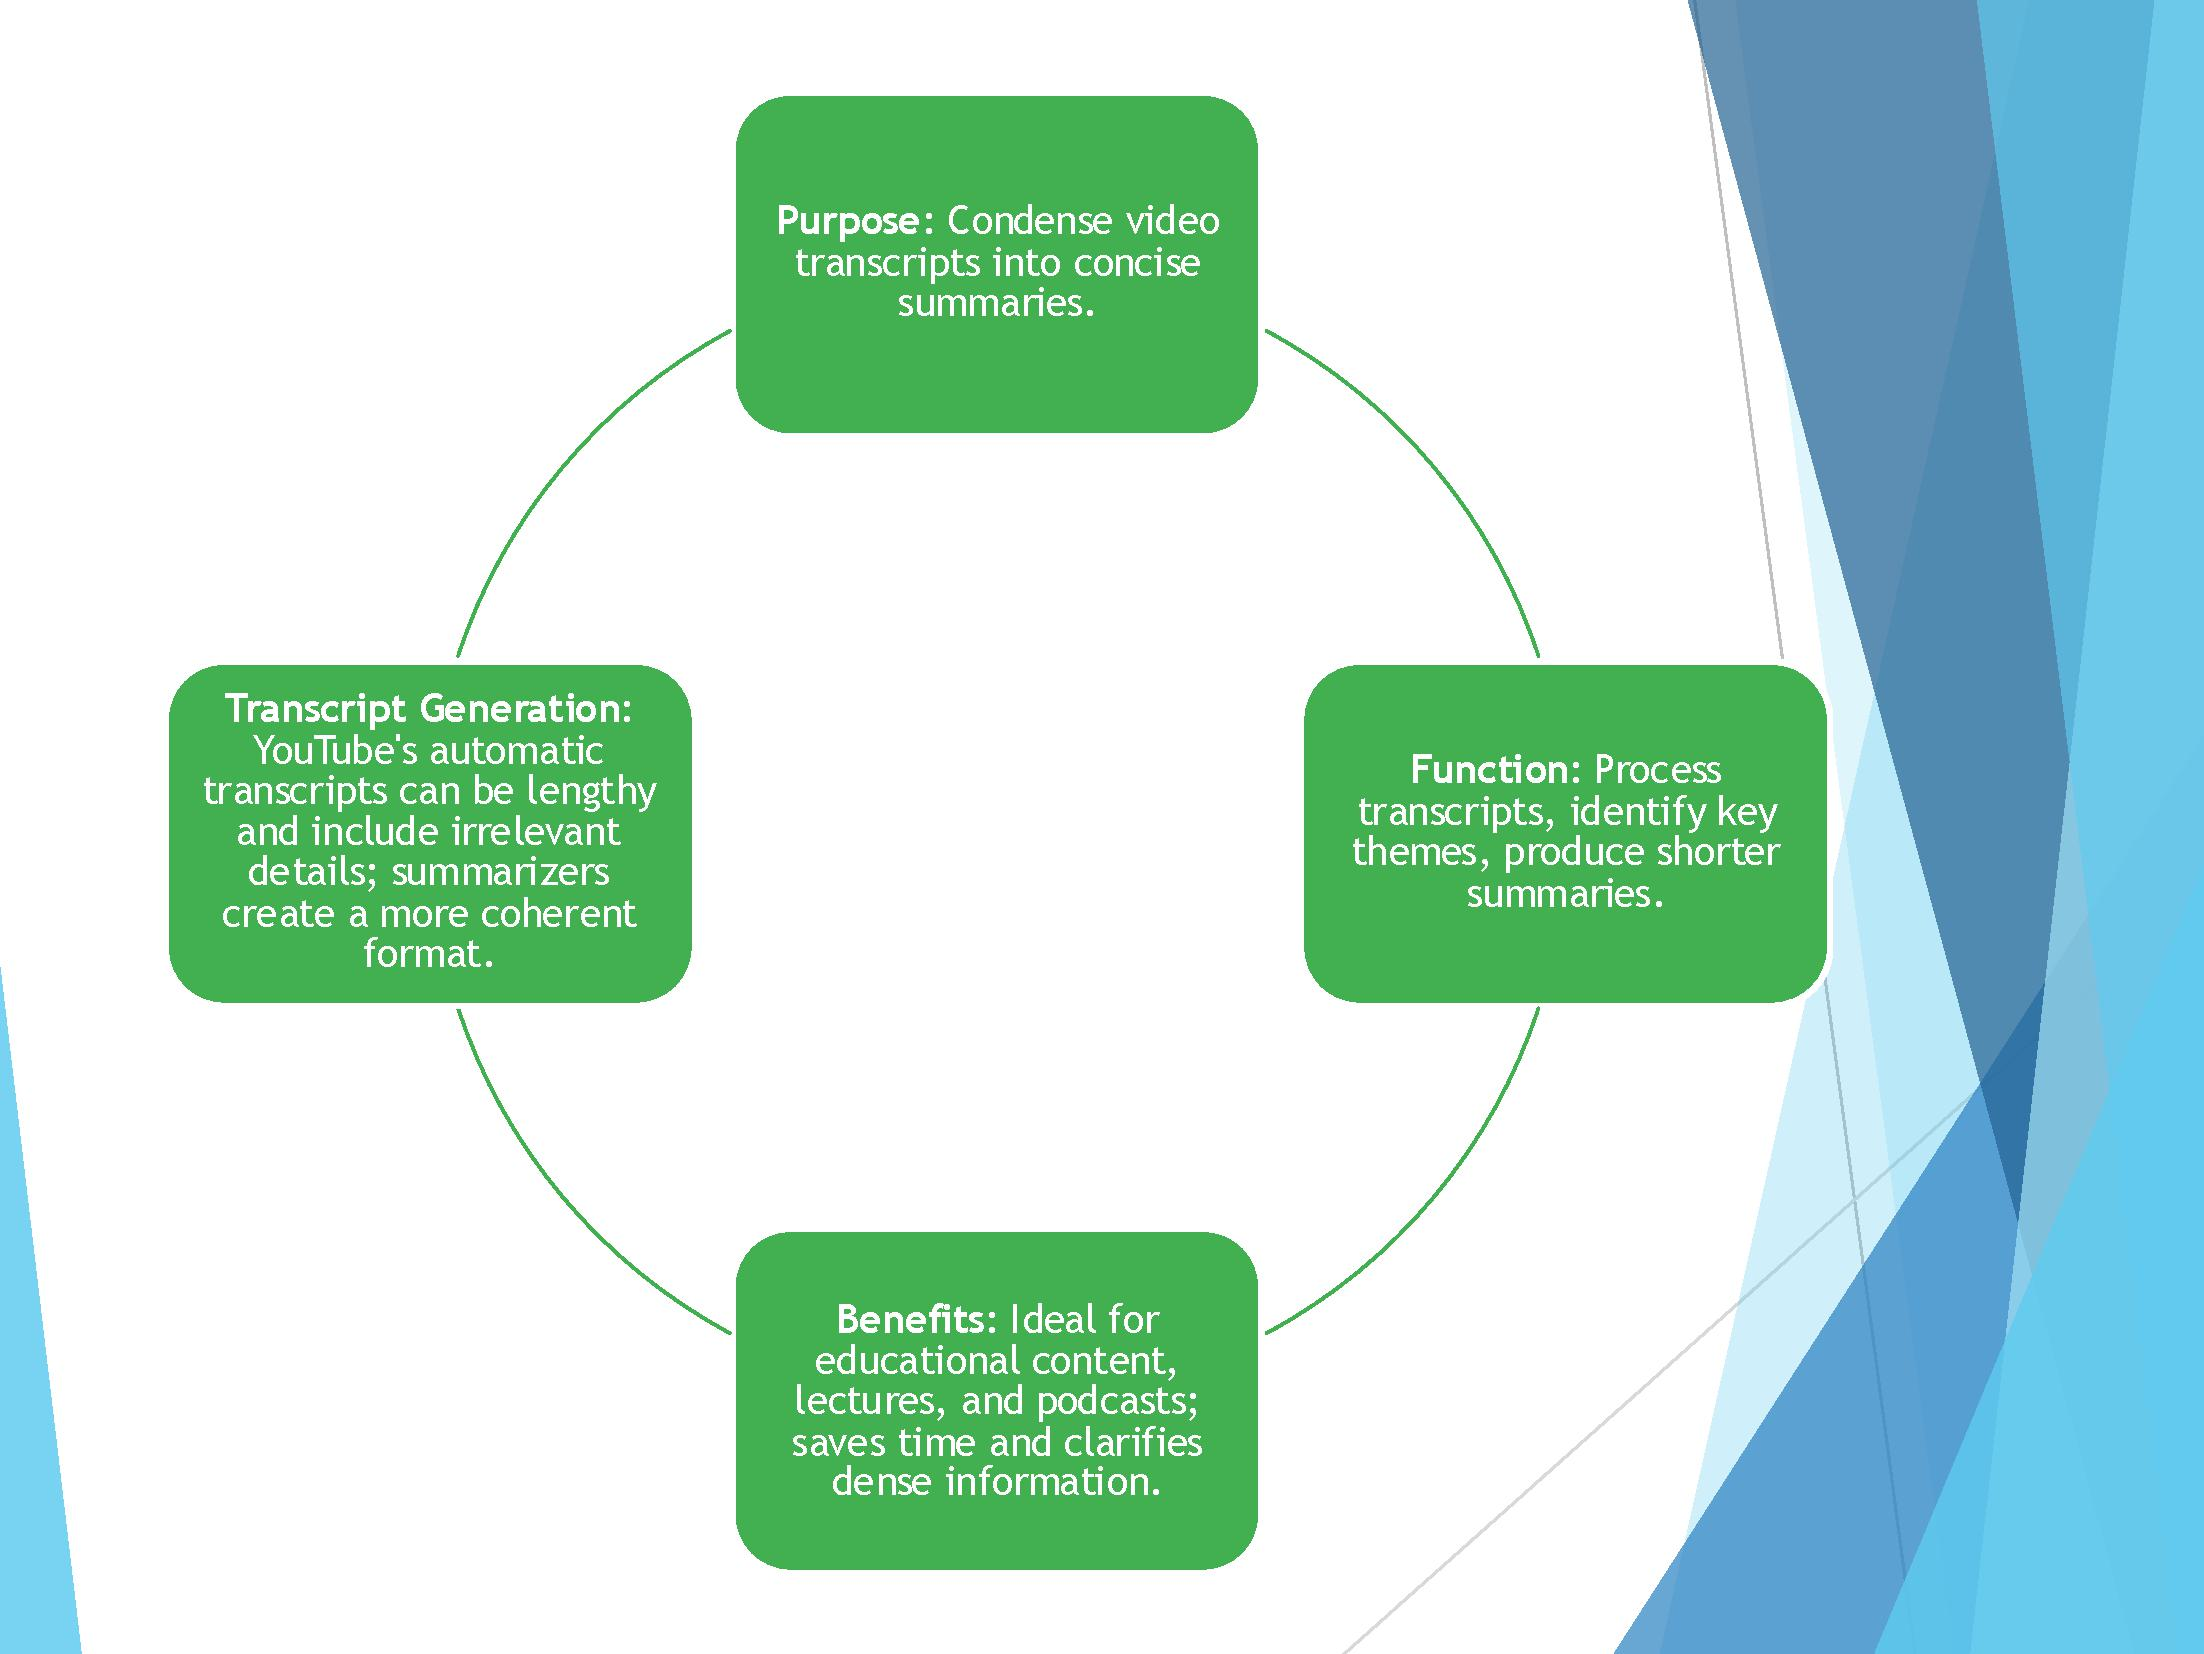 Purpose: Condense video
transcripts into concise
summaries.
Transcript Generation:
YouTube's automatic
transcripts can be lengthy
and include irrelevant
details; summarizers
create a more coherent
format.
Function: Process
transcripts, identify key
themes, produce shorter
summaries.
Benefits: Ideal for
educational content,
lectures, and podcasts;
saves time and clarifies
dense information.